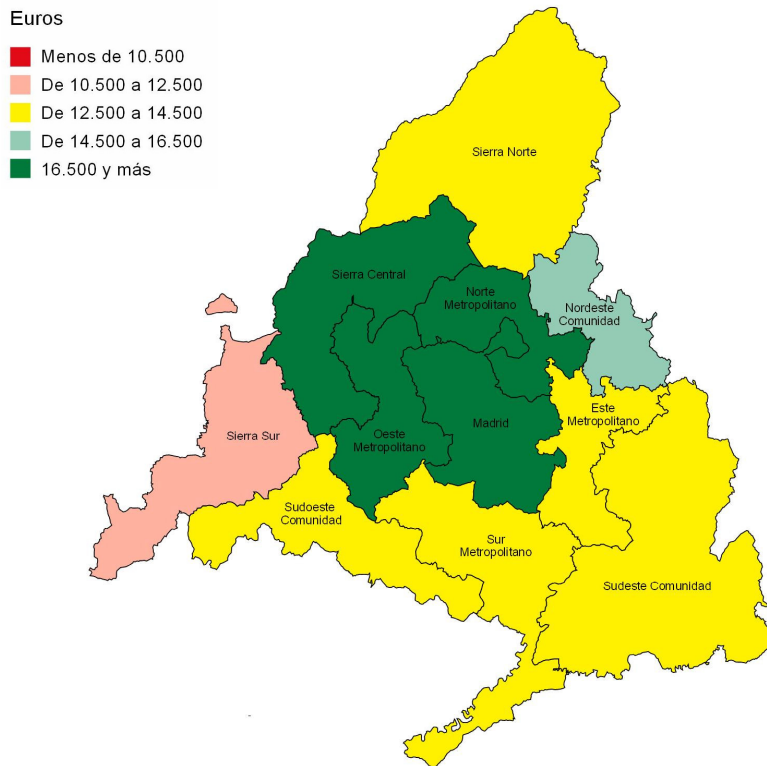 Euros
Menos de 10.500
De 10.500 a 12.500
De 12.500 a 14.500
De 14.500 a 16.500
16.500 y más
Sierra Norte
Sierra Central
Norte
Metropolitano
Nordeste
Comunidad
Este
Metropolitano
Madrid
Oeste
Metropolitano
Sierra Sur
Sudoeste
Comunidad
Sur
Metropolitano
Sudeste Comunidad